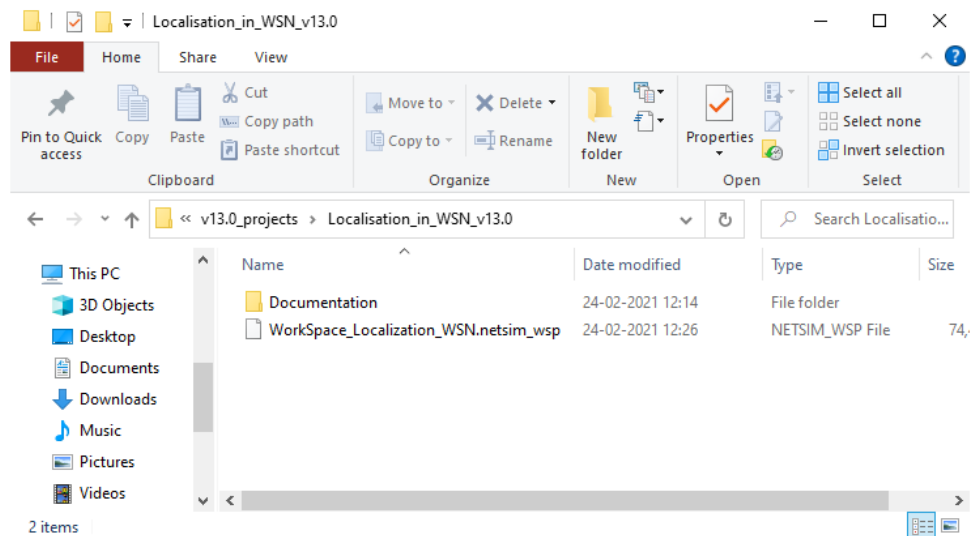 Localisation_in_WSN_v13.0
File Home Share View
Pin to Quick access
Copy
Paste
Cut
Copy path
Paste shortcut
Clipboard
Move to
Copy to
Delete
Rename
Organize
New folder
New
Properties
Open
Select all
Select none
Invert selection
Select
« v13.0_projects > Localisation_in_WSN_v13.0
Search Localisatio...
This PC
3D Objects
Desktop
Documents
Downloads
Music
Pictures
Videos
Name Date modified Type Size
Documentation 24-02-2021 12:14 File folder
WorkSpace_Localization_WSN.netsim_wsp 24-02-2021 12:26 NETSIM_WSP File
2 items